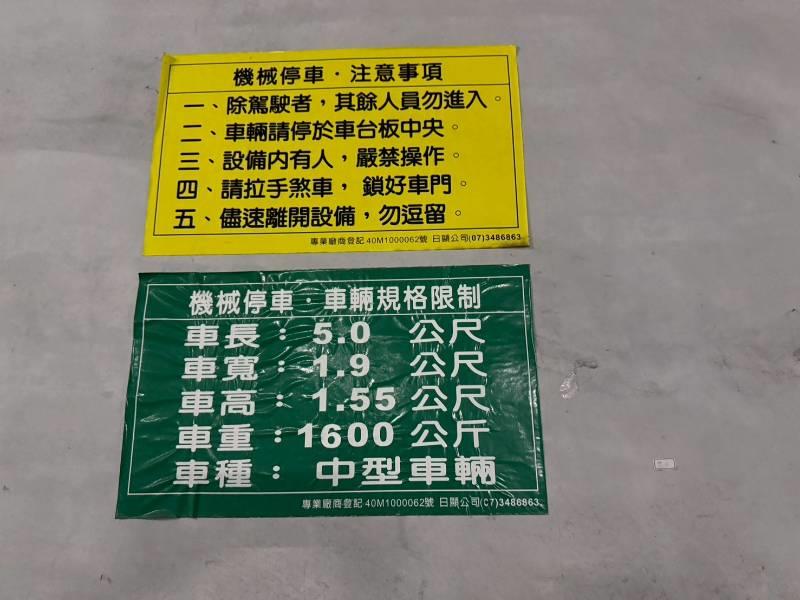 機械停車．注意事項
一、除駕駛者，其餘人員勿進入。
二、車輛請停於車台板中央。
三、設備內有人，嚴禁操作。
四、請拉手煞車， 鎖好車門。
五、儘速離開設備，勿逗留。
專業廠商登記 40M1000062號 日顯公司(07)3486863
機械停車．車輛規格限制
車長： 5.0 公尺
車寬： 1.9 公尺
車高： 1.55 公尺
車重：1600 公斤
車種： 中型車輛
專業廠商登記 40M1000062號 日顯公司(07)3486863